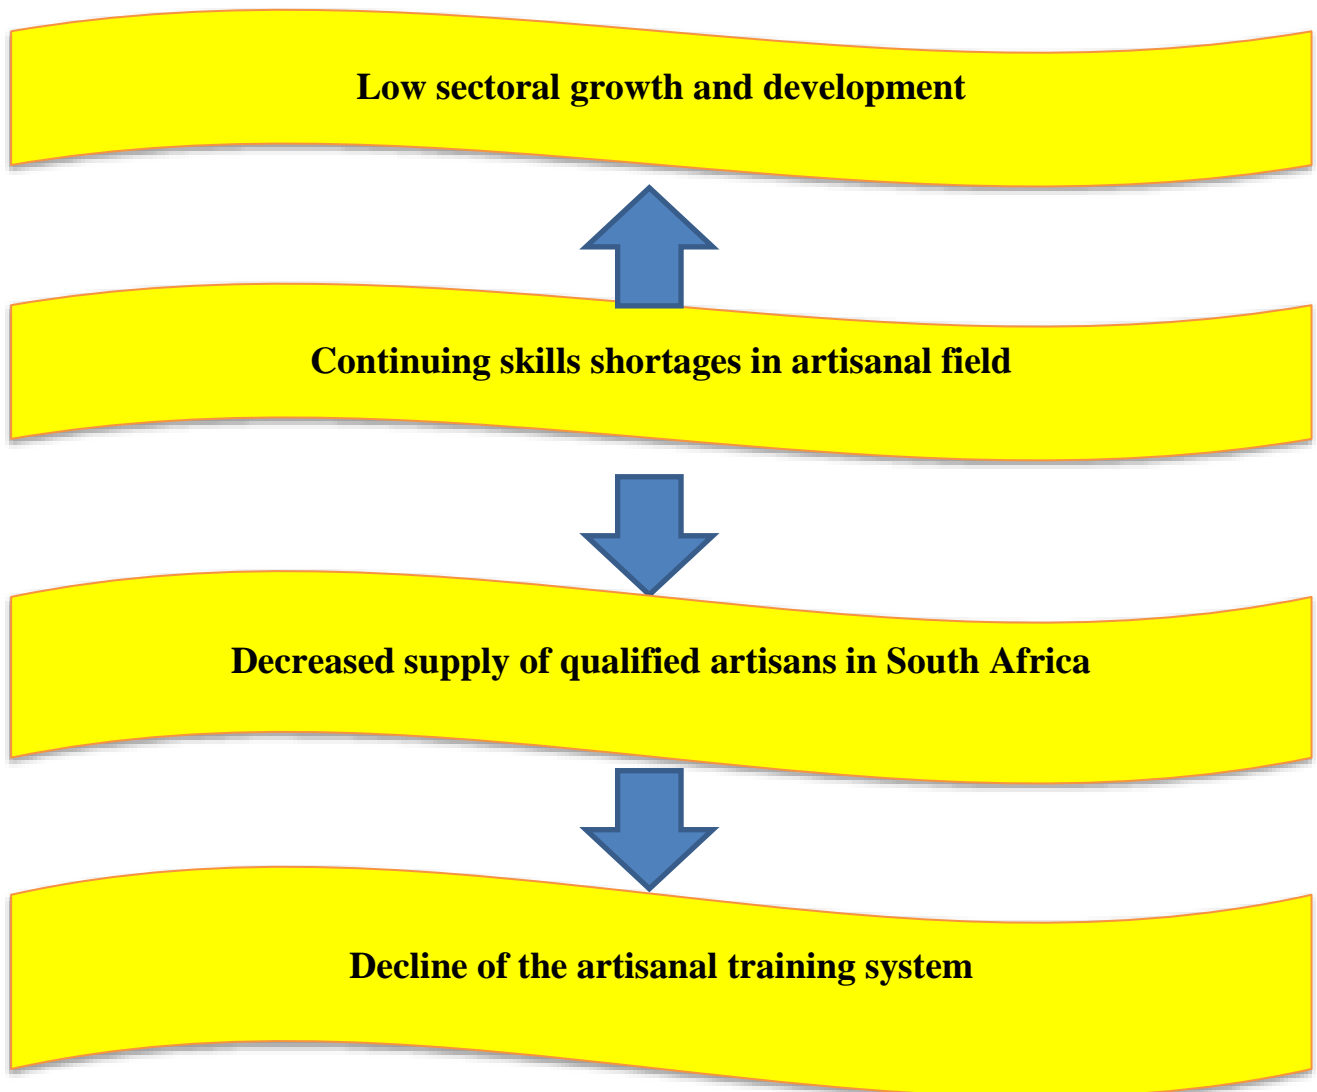 Low sectoral growth and development
Continuing skills shortages in artisanal field
Decreased supply of qualified artisans in South Africa
Decline of the artisanal training system